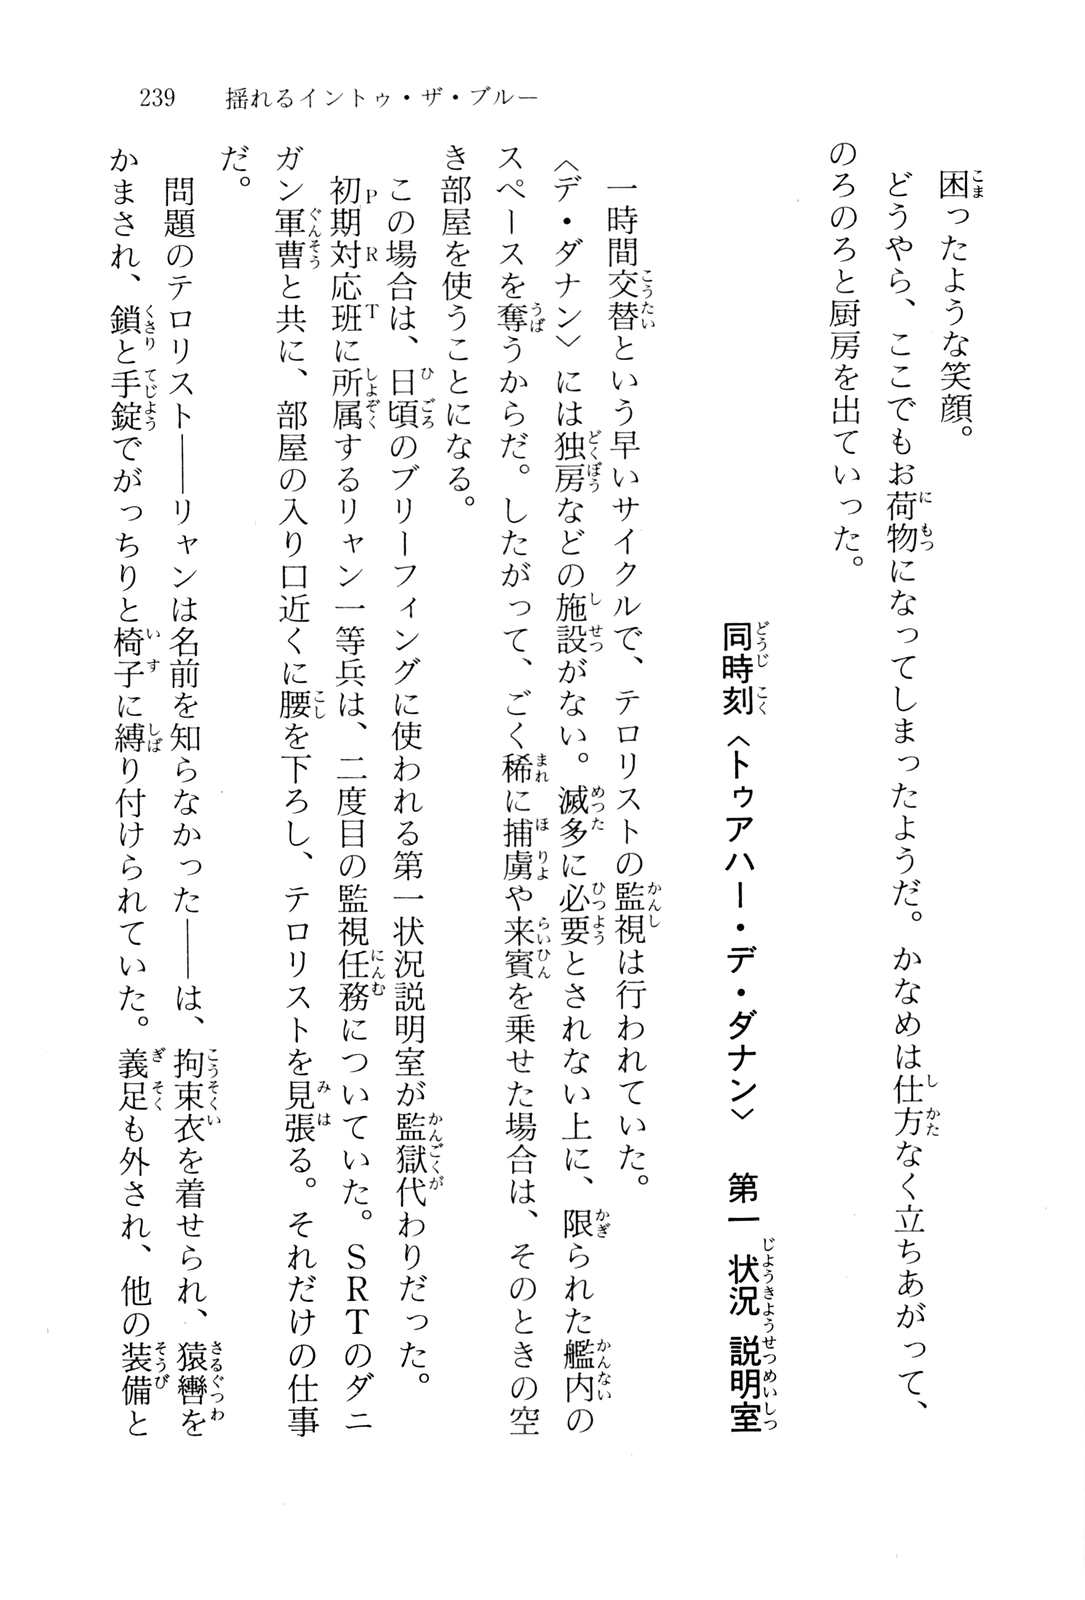 239　揺れるイントゥ・ザ・ブルー
困ったような笑顔。
どうやら、ここでもお荷物になってしまったようだ。かなめは仕方なく立ちあがって、
のろのろと厨房を出ていった。
同時刻〈トゥアハー・デ・ダナン〉　第一状況説明室
一時間交替という早いサイクルで、テロリストの監視は行われていた。
〈デ・ダナン〉には独房などの施設がない。滅多に必要とされない上に、限られた艦内の
スペースを奪うからだ。したがって、ごく稀に捕虜や来賓を乗せた場合は、そのときの空
き部屋を使うことになる。
この場合は、日頃のブリーフィングに使われる第一状況説明室が監獄代わりだった。
初期対応班に所属するリャン一等兵は、二度目の監視任務についていた。ＳＲＴのダニ
ガン軍曹と共に、部屋の入り口近くに腰を下ろし、テロリストを見張る。それだけの仕事
だ。
問題のテロリスト――リャンは名前を知らなかった――は、拘束衣を着せられ、猿轡を
かまされ、鎖と手錠でがっちりと椅子に縛り付けられていた。義足も外され、他の装備と